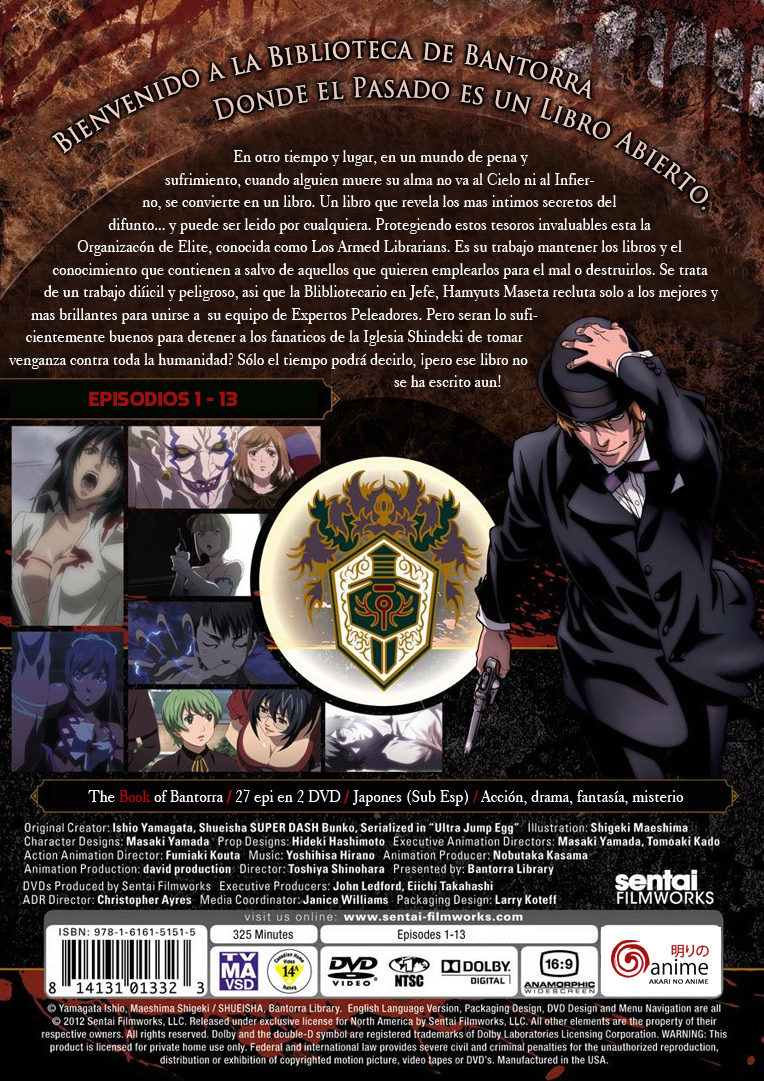 BIENVENIDO A LA BIBLIOTECA DE BANTORRA
DONDE EL PASADO ES UN LIBRO ABIERTO.
En otro tiempo y lugar, en un mundo de pena y
sufrimiento, cuando alguien muere su alma no va al Cielo ni al Infier-
no, se convierte en un libro. Un libro que revela los mas intimos secretos del
difunto... y puede ser leido por cualquiera. Protegiendo estos tesoros invaluables esta la
Organizacón de Elite, conocida como Los Armed Librarians. Es su trabajo mantener los libros y el
conocimiento que contienen a salvo de aquellos que quieren emplearlos para el mal o destruirlos. Se trata
de un trabajo diíicil y peligroso, asi que la Blibliotecario en Jefe, Hamyuts Maseta recluta solo a los mejores y
mas brillantes para unirse a su equipo de Expertos Peleadores. Pero seran lo sufi-
cientemente buenos para detener a los fanaticos de la Iglesia Shindeki de tomar
venganza contra toda la humanidad? Sólo el tiempo podrá decirlo, ¡pero ese libro no
se ha escrito aun!
EPISODIOS 1 - 13
The Book of Bantorra / 27 epi en 2 DVD / Japones (Sub Esp) / Acción, drama, fantasía, misterio
Original Creator: Ishio Yamagata, Shueisha SUPER DASH Bunko, Serialized in "Ultra Jump Egg" Illustration: Shigeki Maeshima
Character Designs: Masaki Yamada Prop Designs: Hideki Hashimoto Executive Animation Directors: Masaki Yamada, Tomoaki Kado
Action Animation Director: Fumiaki Kouta Music: Yoshihisa Hirano Animation Producer: Nobutaka Kasama
Animation Production: david production Director: Toshiya Shinohara Presented by: Bantorra Library
DVDs Produced by Sentai Filmworks Executive Producers: John Ledford, Eiichi Takahashi
ADR Director: Christopher Ayres Media Coordinator: Janice Williams Packaging Design: Larry Koteff
sentai
FILMWORKS
visit us online: www.sentai-filmworks.com
ISBN: 978-1-6161-5151-5
8 14131 01332 3
325 Minutes
Episodes 1-13
TV
MA
VSD
Canadian Home
Video
14A
Rating
DVD
VIDEO
NTSC
DOLBY
DIGITAL
16:9
ANAMORPHIC
WIDESCREEN
明りの
anime
AKARI NO ANIME
© Yamagata Ishio, Maeshima Shigeki / SHUEISHA, Bantorra Library. English Language Version, Packaging Design, DVD Design and Menu Navigation are all
© 2012 Sentai Filmworks, LLC. Released under exclusive license for North America by Sentai Filmworks, LLC. All other elements are the property of their
respective owners. All rights reserved. Dolby and the double-D symbol are registered trademarks of Dolby Laboratories Licensing Corporation. WARNING: This
product is licensed for private home use only. Federal and international law provides severe civil and criminal penalties for the unauthorized reproduction,
distribution or exhibition of copyrighted motion picture, video tapes or DVD's. Manufactured in the USA.